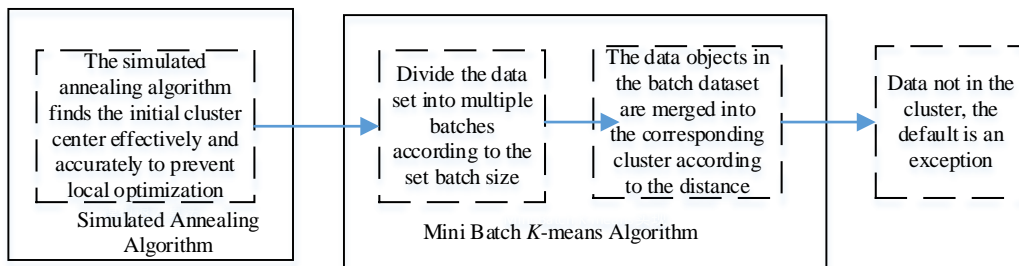 The simulated
annealing algorithm
finds the initial cluster
center effectively and
accurately to prevent
local optimization
Simulated Annealing
Algorithm
Divide the data
set into multiple
batches
according to the
set batch size
The data objects in
the batch dataset
are merged into
the corresponding
cluster according
to the distance
Mini Batch K-means Algorithm
Data not in the
cluster, the
default is an
exception